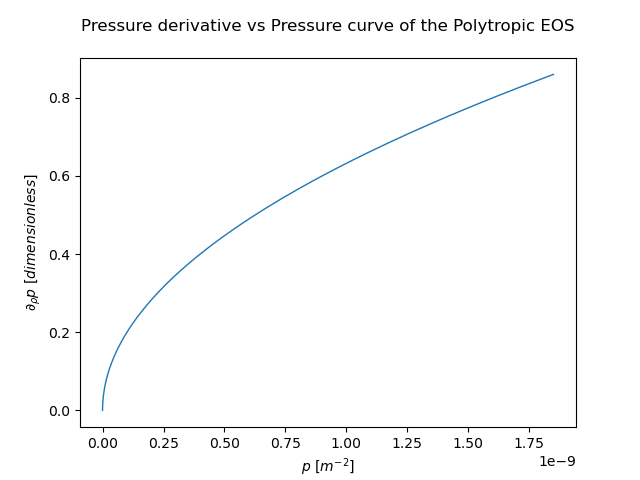 Pressure derivative vs Pressure curve of the Polytropic EOS
∂ρp [dimensionless]
0.8
0.6
0.4
0.2
0.0
0.00 0.25 0.50 0.75 1.00 1.25 1.50 1.75
1e−9
p [m⁻²]